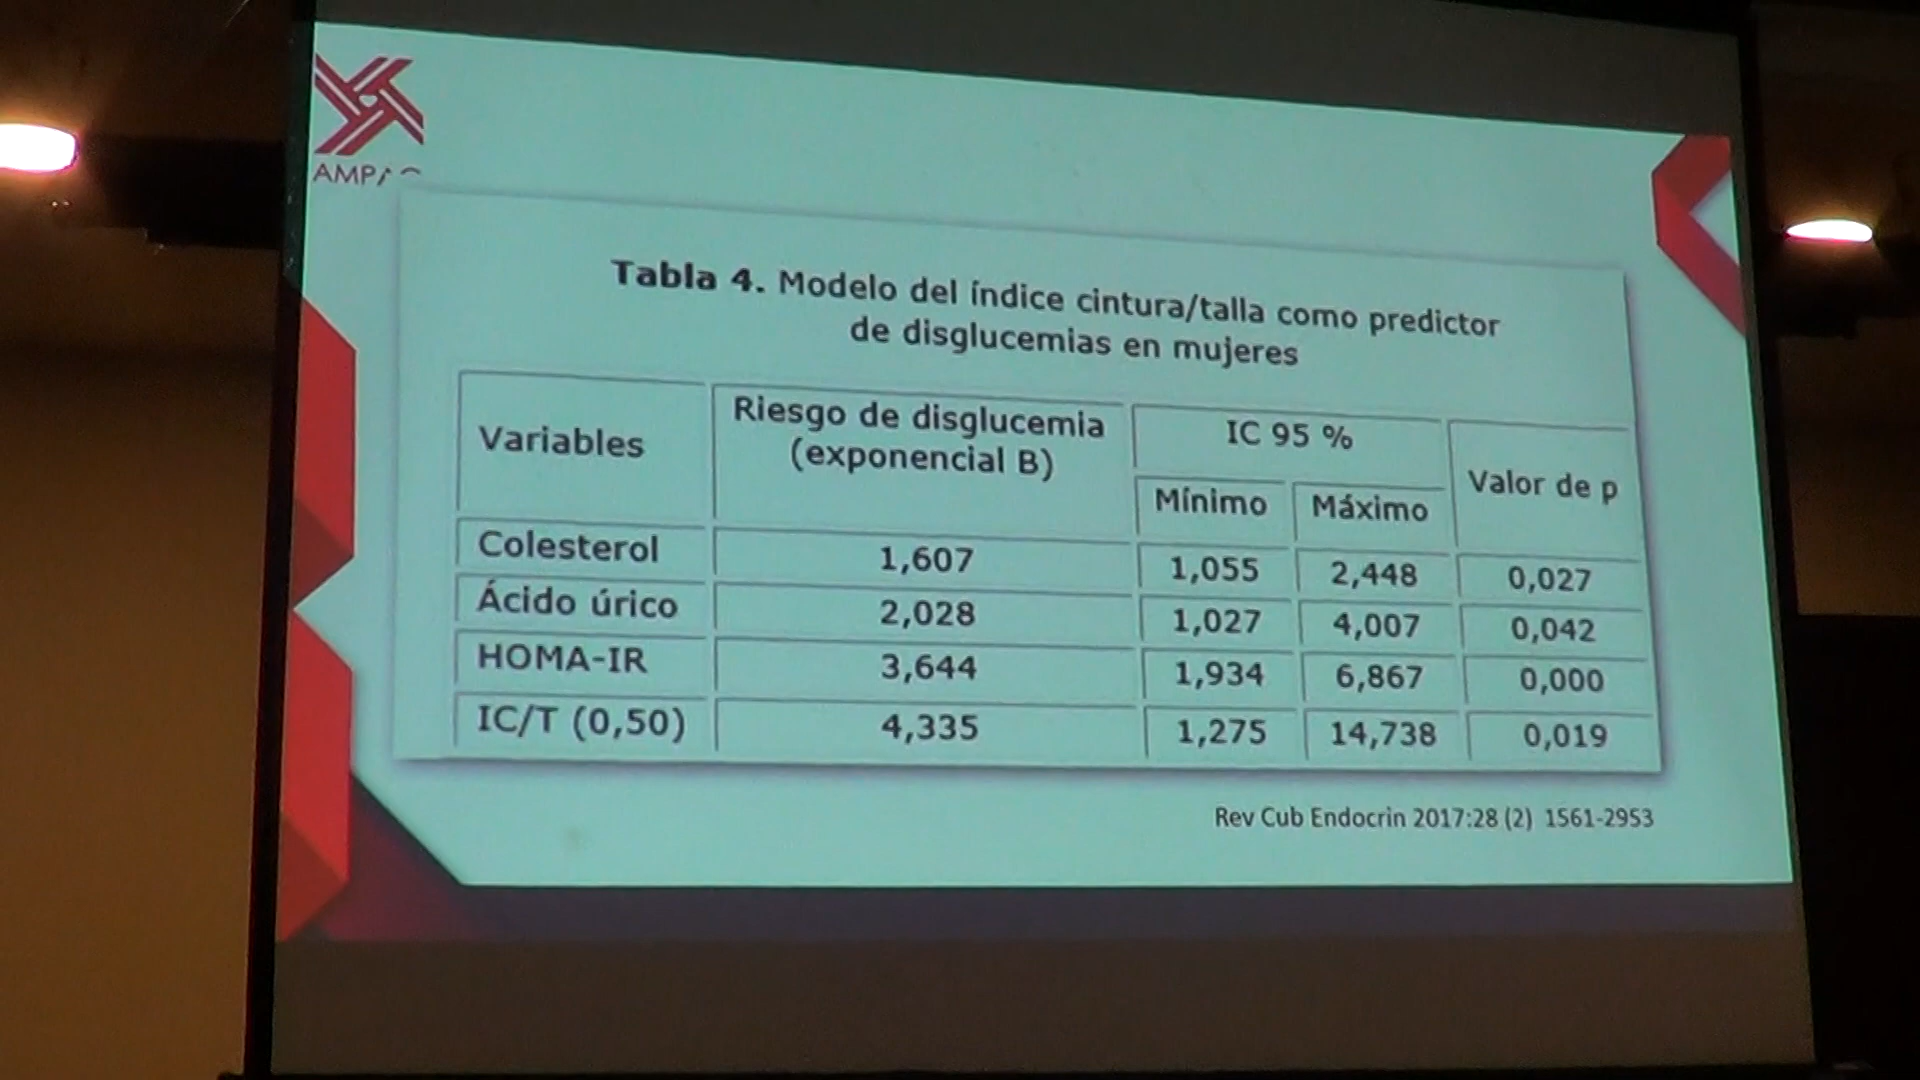 Tabla 4. Modelo del índice cintura/talla como predictor
de disglucemias en mujeres
Variables
Riesgo de disglucemia
(exponencial B)
IC 95 %
Mínimo
Máximo
Valor de p
Colesterol 1,607 1,055 2,448 0,027
Ácido úrico 2,028 1,027 4,007 0,042
HOMA-IR 3,644 1,934 6,867 0,000
IC/T (0,50) 4,335 1,275 14,738 0,019
Rev Cub Endocrin 2017:28 (2) 1561-2953